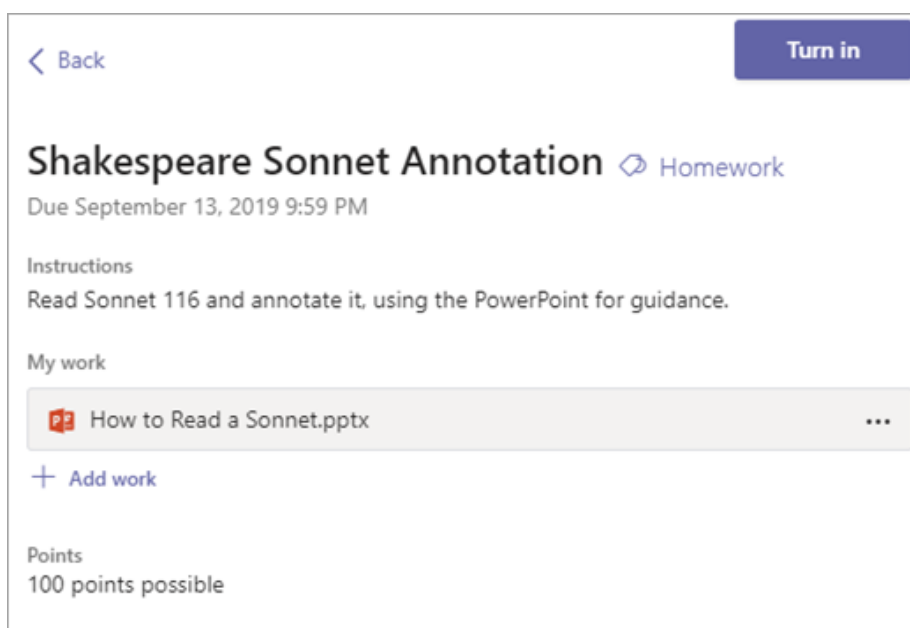 Back
Turn in
Shakespeare Sonnet Annotation Homework
Due September 13, 2019 9:59 PM
Instructions
Read Sonnet 116 and annotate it, using the PowerPoint for guidance.
My work
How to Read a Sonnet.pptx
Add work
Points
100 points possible